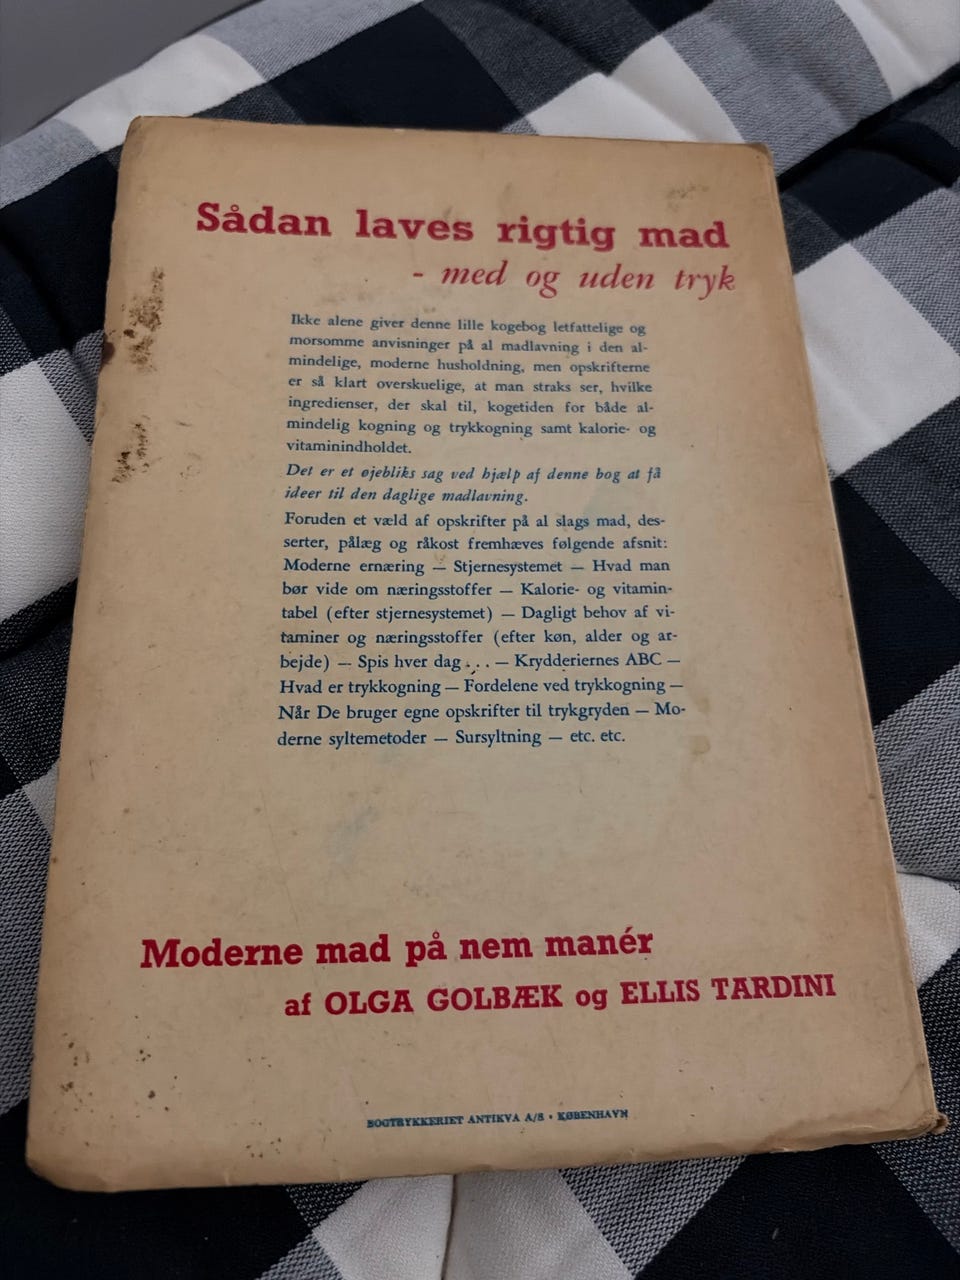 Sådan laves rigtig mad
- med og uden tryk
Ikke alene giver denne lille kogebog letfattelige og
morsomme anvisninger på al madlavning i den al-
mindelige, moderne husholdning, men opskrifterne
er så klart overskuelige, at man straks ser, hvilke
ingredienser, der skal til, kogetiden for både al-
mindelig kogning og trykkogning samt kalorie- og
vitaminindholdet.
Det er et øjebliks sag ved hjælp af denne bog at få
ideer til den daglige madlavning.
Foruden et væld af opskrifter på al slags mad, des-
serter, pålæg og råkost fremhæves følgende afsnit:
Moderne ernæring — Stjernesystemet — Hvad man
bør vide om næringsstoffer — Kalorie- og vitamin-
tabel (efter stjernesystemet) — Dagligt behov af vi-
taminer og næringsstoffer (efter køn, alder og ar-
bejde) — Spis hver dag ... — Krydderiernes ABC —
Hvad er trykkogning — Fordelene ved trykkogning —
Når De bruger egne opskrifter til trykgryden — Mo-
derne syltemetoder — Sursyltning — etc. etc.
Moderne mad på nem manér
af OLGA GOLBÆK og ELLIS TARDINI
BOGTRYKKERIET ANTIKVA A/S • KØBENHAVN